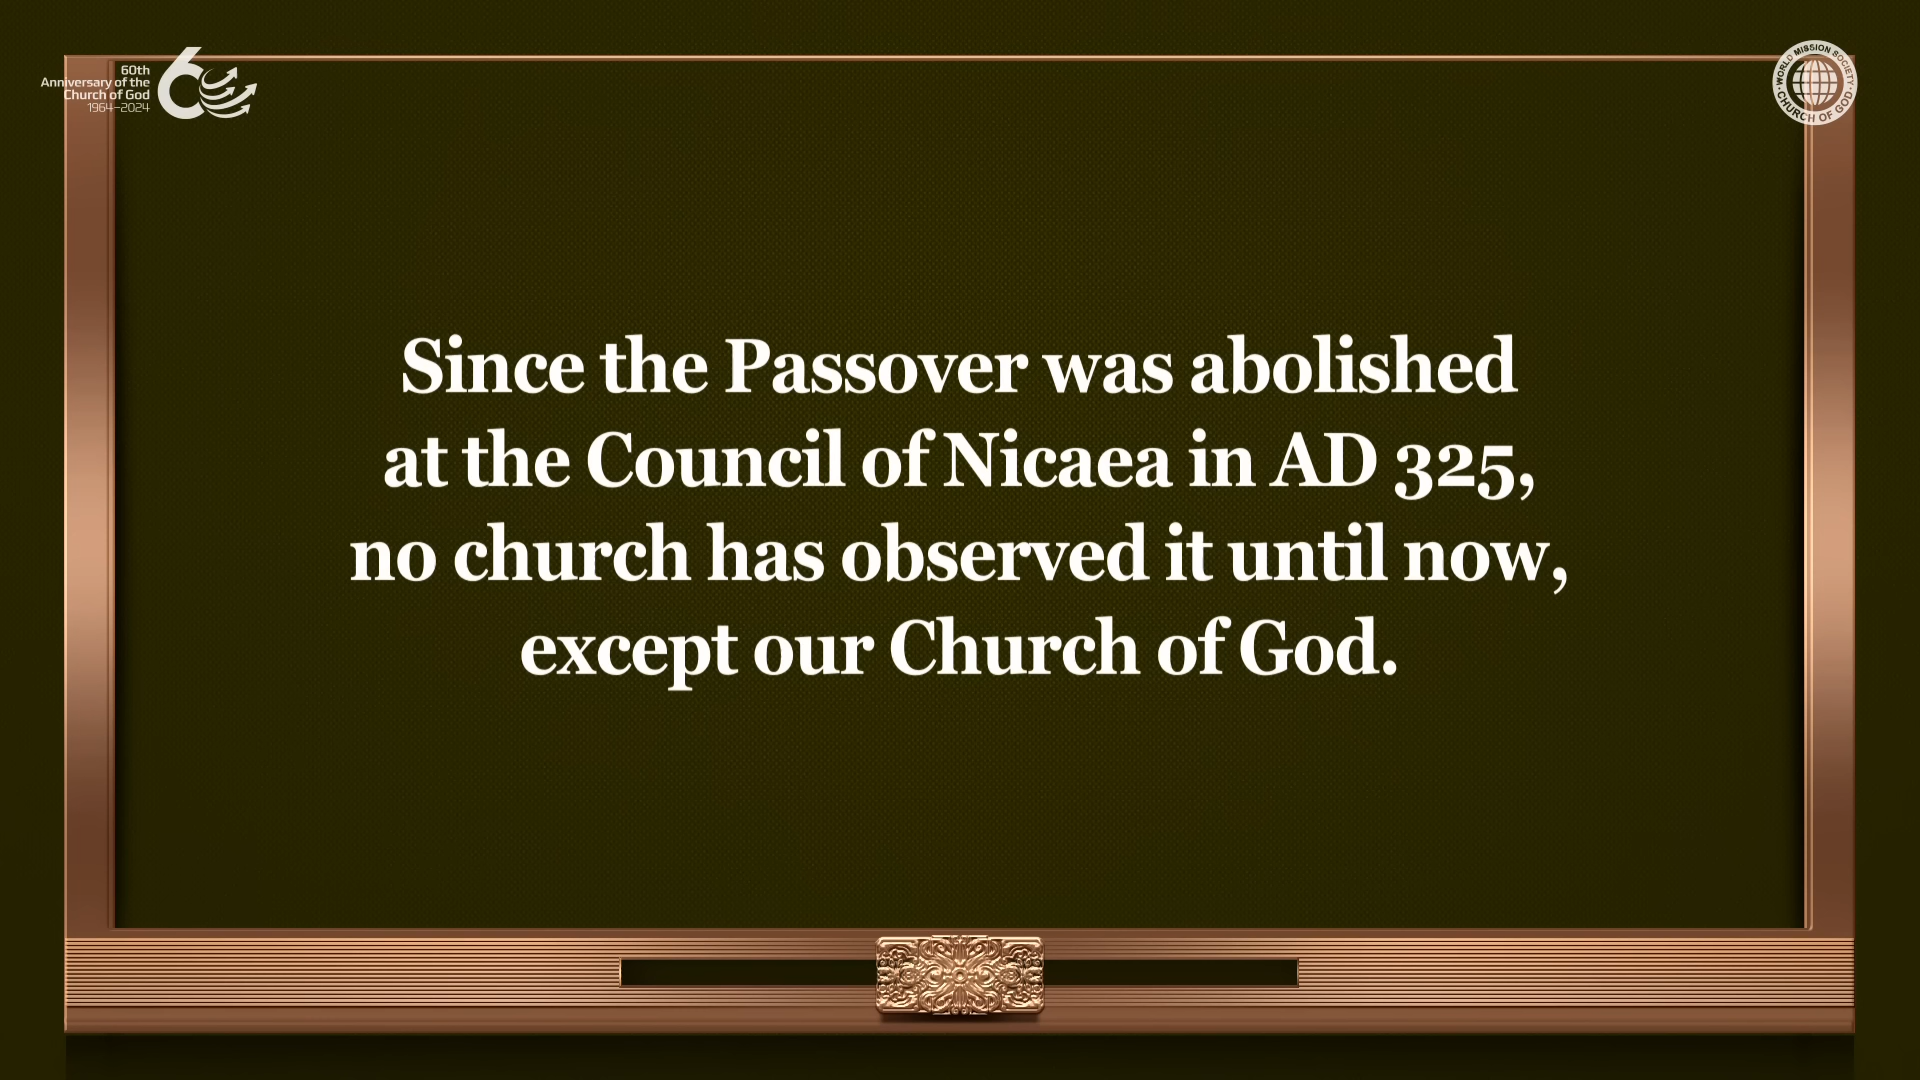 60th
Anniversary of the
Church of God
1964–2024
60
WORLD MISSION SOCIETY
CHURCH OF GOD
Since the Passover was abolished
at the Council of Nicaea in AD 325,
no church has observed it until now,
except our Church of God.